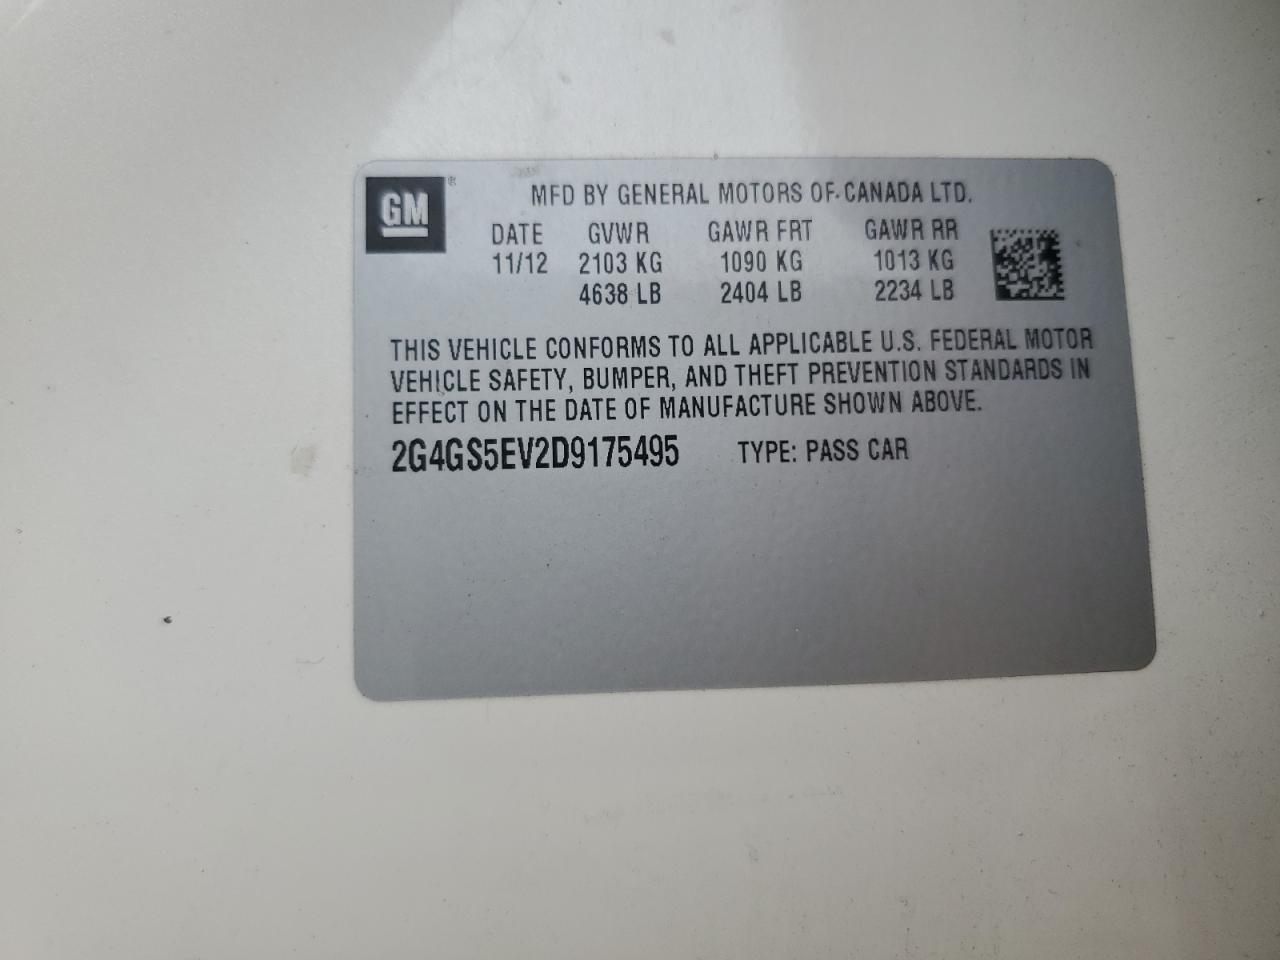 GM®
MFD BY GENERAL MOTORS OF CANADA LTD.
DATE GVWR GAWR FRT GAWR RR
11/12 2103 KG 1090 KG 1013 KG
4638 LB 2404 LB 2234 LB
THIS VEHICLE CONFORMS TO ALL APPLICABLE U.S. FEDERAL MOTOR
VEHICLE SAFETY, BUMPER, AND THEFT PREVENTION STANDARDS IN
EFFECT ON THE DATE OF MANUFACTURE SHOWN ABOVE.
2G4GS5EV2D9175495 TYPE: PASS CAR